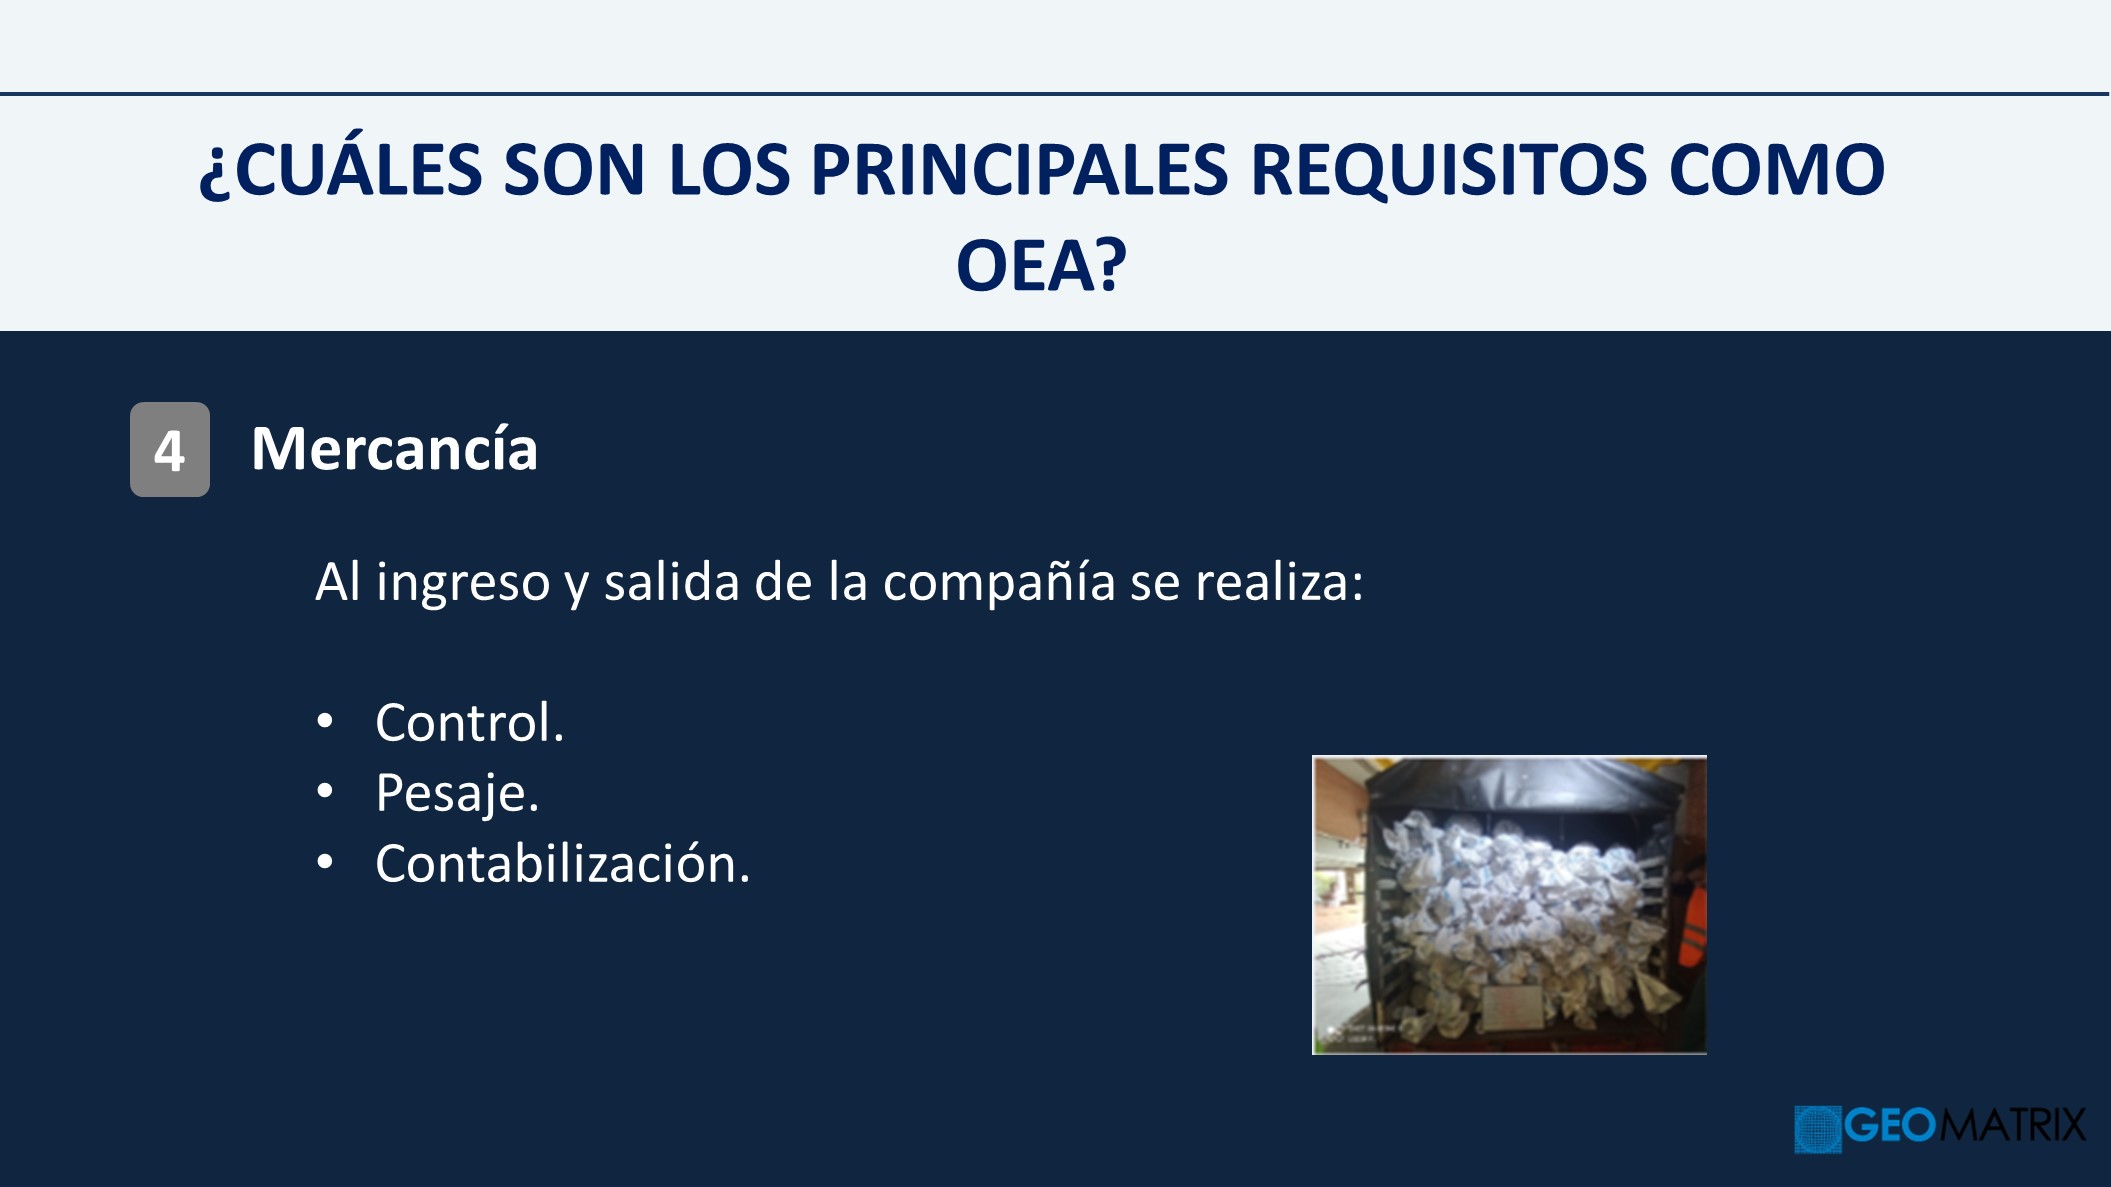 ¿CUÁLES SON LOS PRINCIPALES REQUISITOS COMO
OEA?
4 Mercancía
Al ingreso y salida de la compañía se realiza:
• Control.
• Pesaje.
• Contabilización.
GEOMATRIX